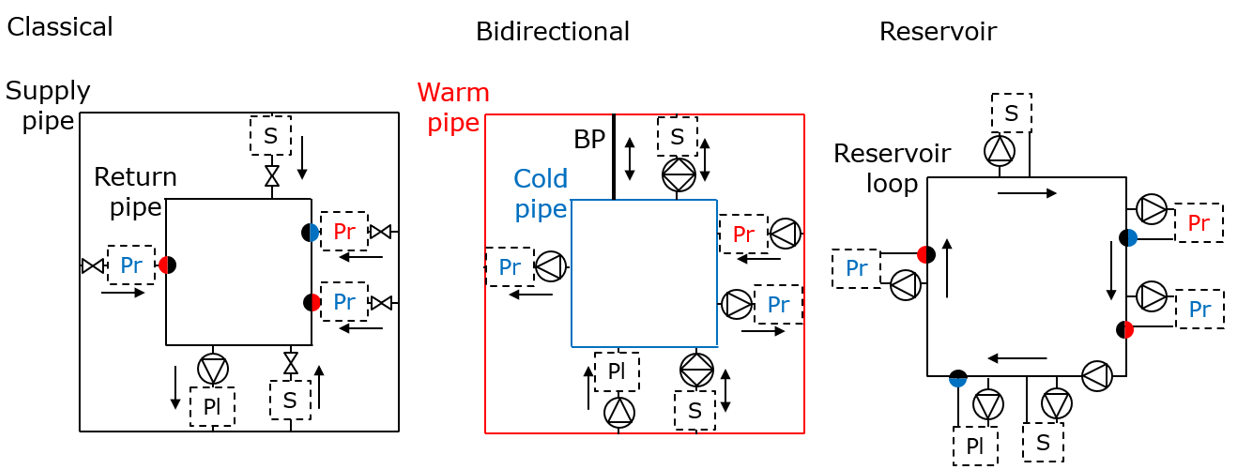 Classical
Bidirectional
Reservoir
Supply
pipe
S
Return
pipe
Pr
Pr
Pr
Pl
S
Warm
pipe
BP
S
Cold
pipe
Pr
Pr
Pr
Pl
S
S
Reservoir
loop
Pr
Pr
Pr
Pl
S